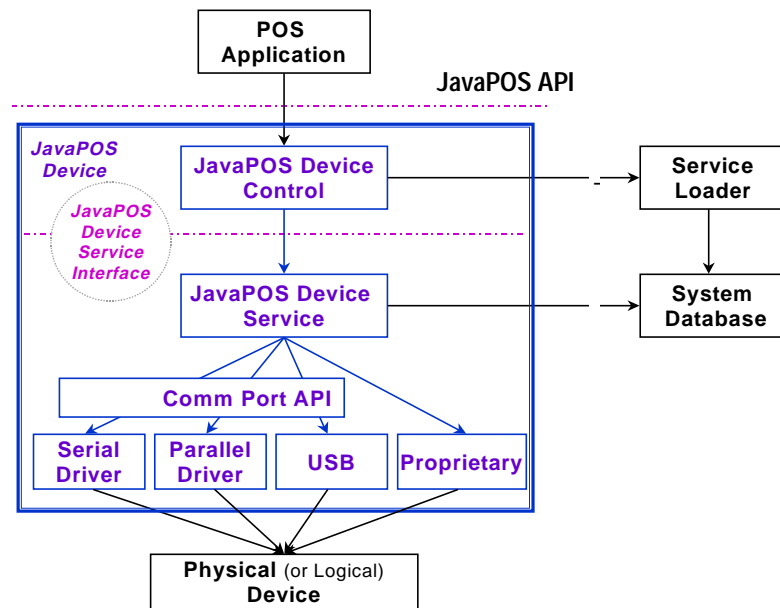 POS
Application
JavaPOS API
JavaPOS
Device
JavaPOS Device
Control
Service
Loader
JavaPOS
Device
Service
Interface
JavaPOS Device
Service
System
Database
Comm Port API
Serial
Driver
Parallel
Driver
USB
Proprietary
Physical (or Logical)
Device